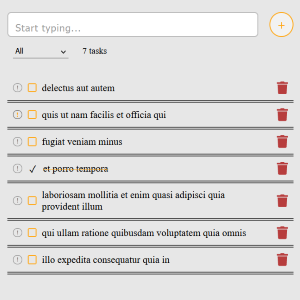 Start typing...
All
7 tasks
delectus aut autem
quis ut nam facilis et officia qui
fugiat veniam minus
et porro tempora
laboriosam mollitia et enim quasi adipisci quia
provident illum
qui ullam ratione quibusdam voluptatem quia omnis
illo expedita consequatur quia in